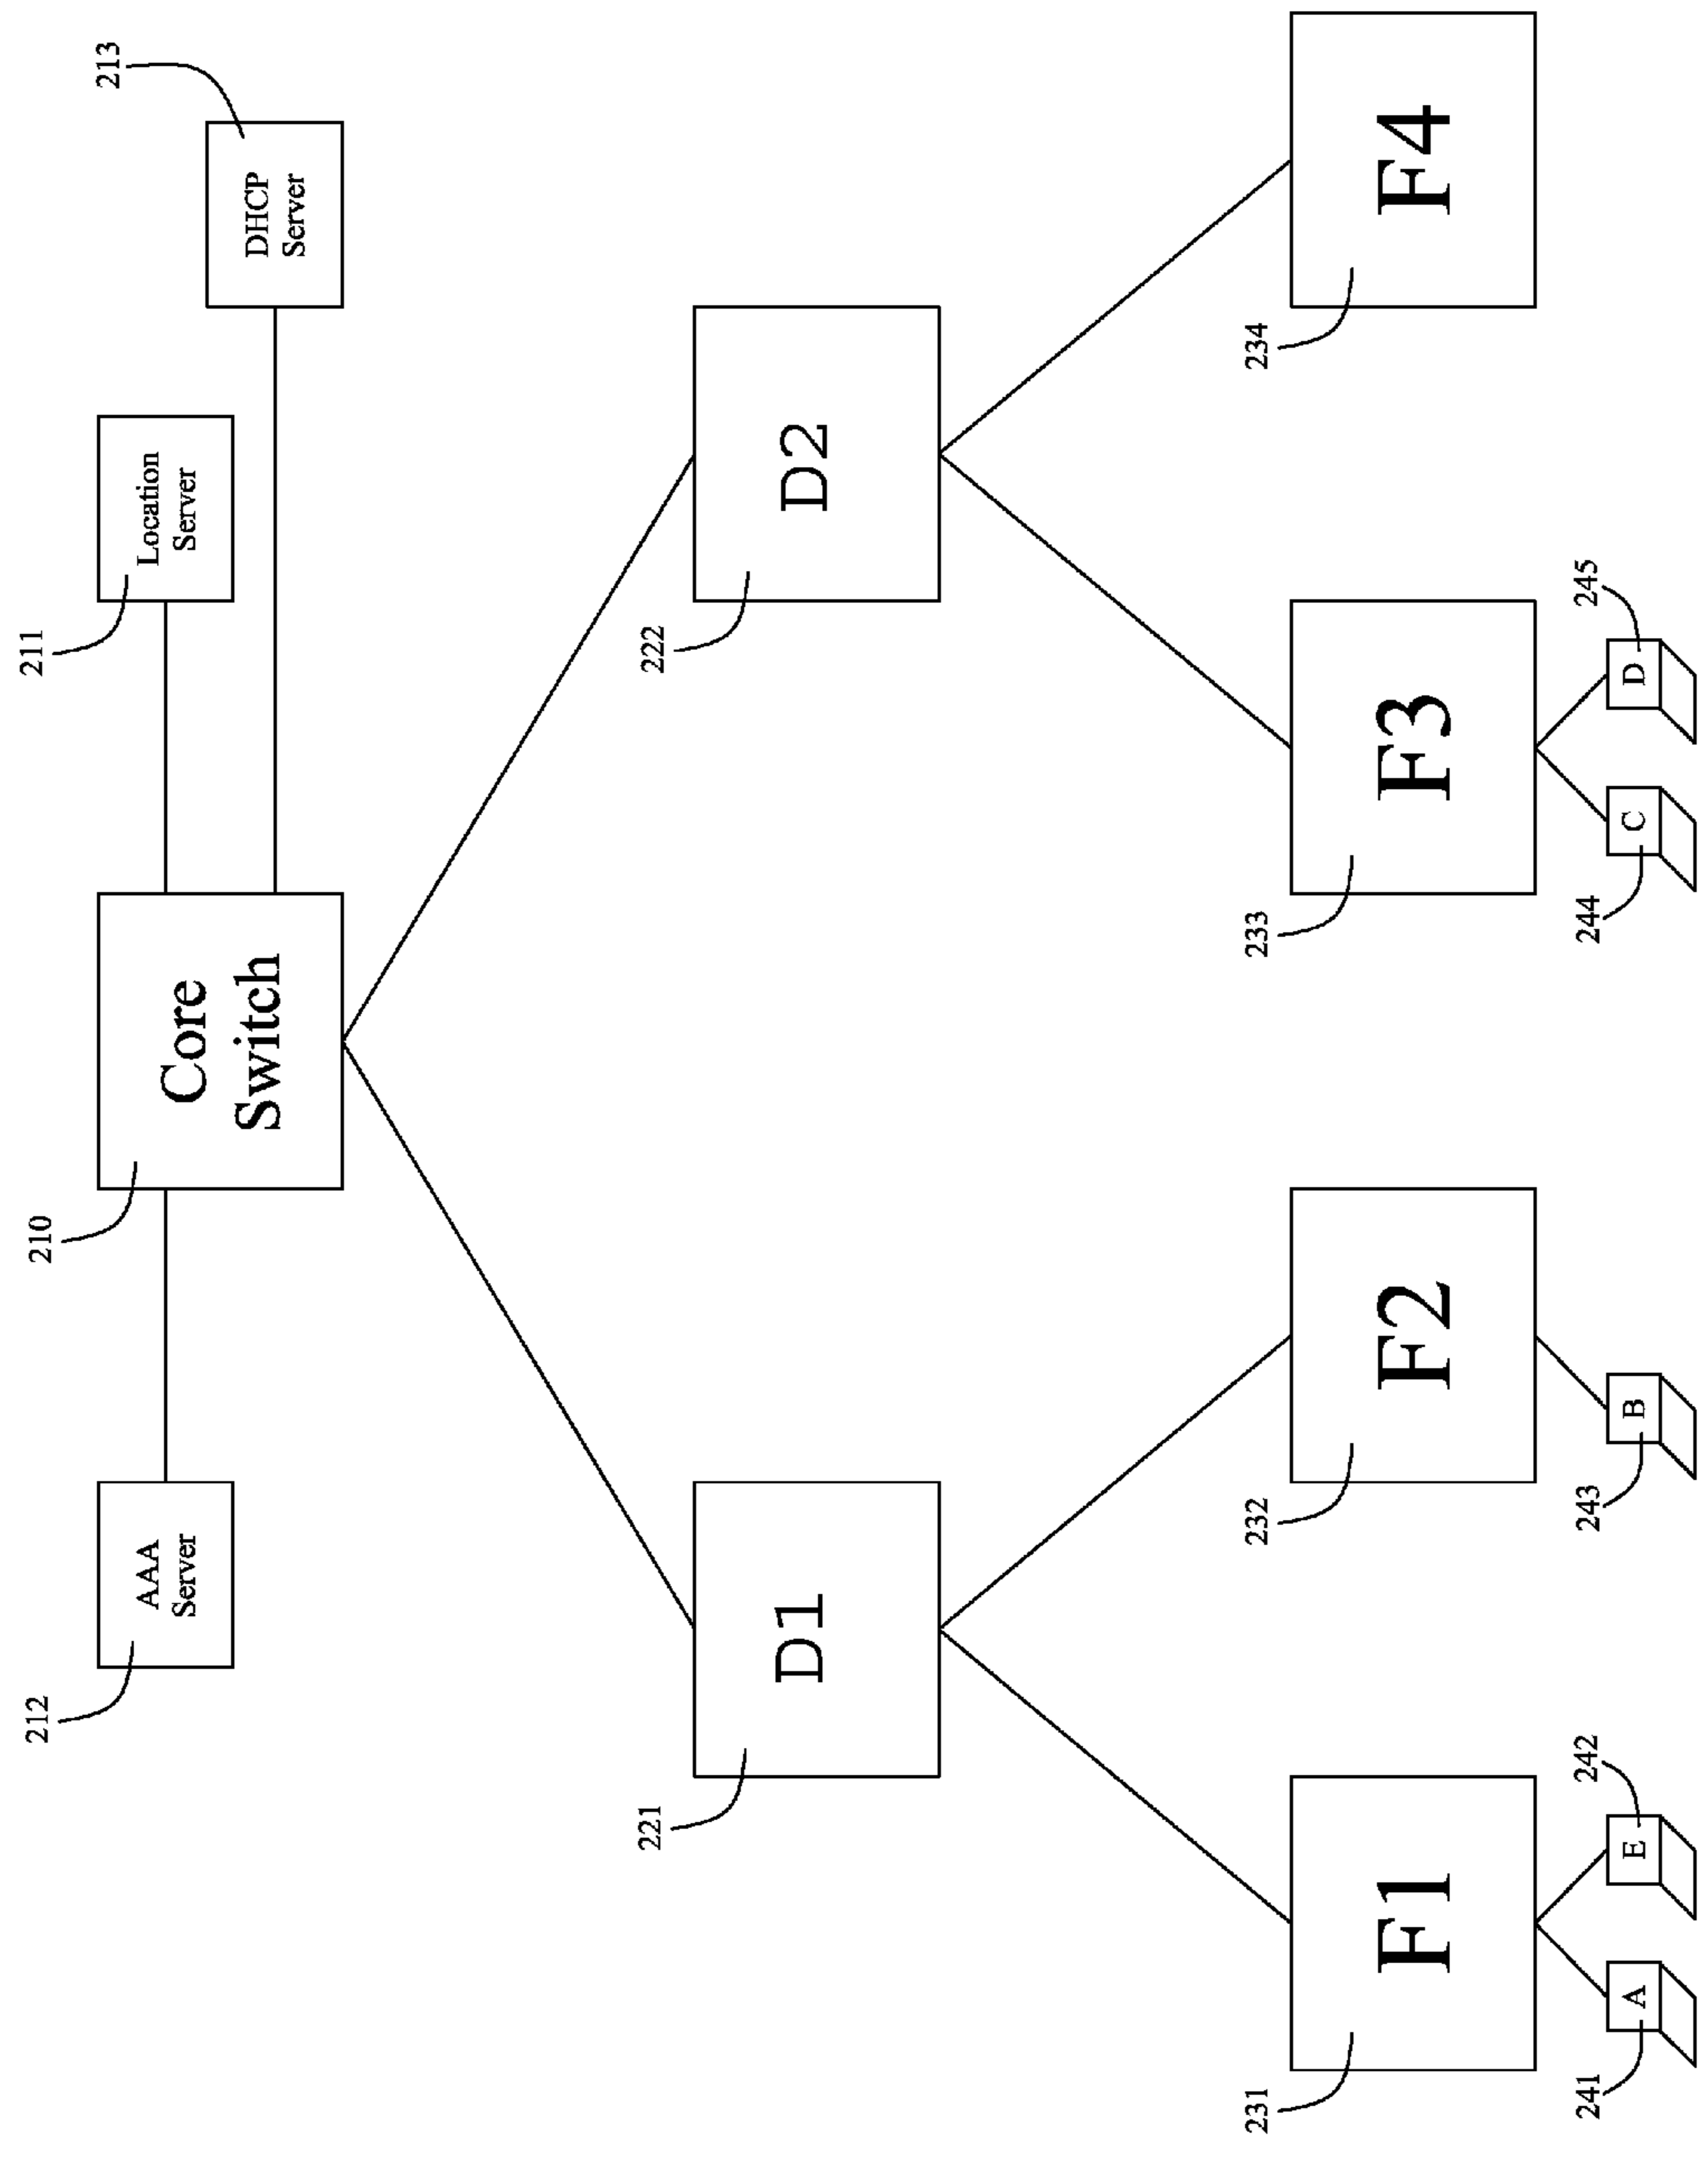 212
AAA
Server
210
Core
Switch
211
Location
Server
213
DHCP
Server
221
D1
222
D2
231
F1
232
F2
233
F3
234
F4
241
A
E
242
243
B
244
C
D
245